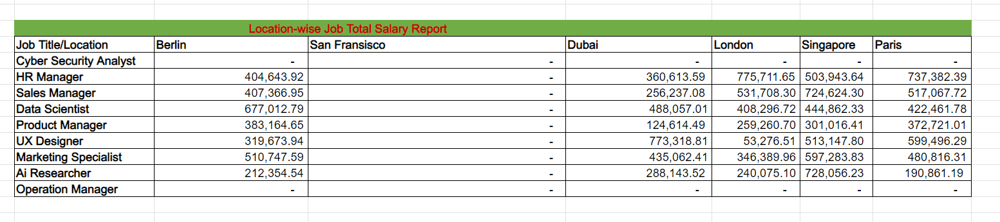 Location-wise Job Total Salary Report
Job Title/Location Berlin San Fransisco Dubai London Singapore Paris
Cyber Security Analyst - - - - - -
HR Manager 404,643.92 - 360,613.59 775,711.65 503,943.64 737,382.39
Sales Manager 407,366.95 - 256,237.08 531,708.30 724,624.30 517,067.72
Data Scientist 677,012.79 - 488,057.01 408,296.72 444,862.33 422,461.78
Product Manager 383,164.65 - 124,614.49 259,260.70 301,016.41 372,721.01
UX Designer 319,673.94 - 773,318.81 53,276.51 513,147.80 599,496.29
Marketing Specialist 510,747.59 - 435,062.41 346,389.96 597,283.83 480,816.31
Ai Researcher 212,354.54 - 288,143.52 240,075.10 728,056.23 190,861.19
Operation Manager - - - - - -